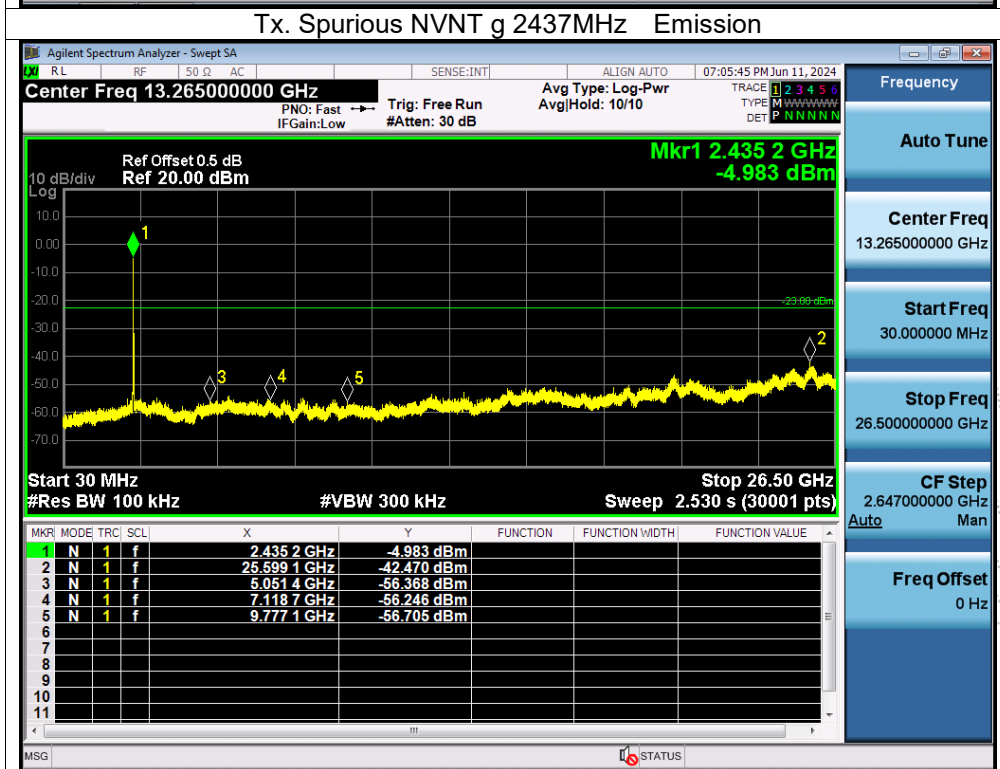 Tx. Spurious NVNT g 2437MHz Emission
Agilent Spectrum Analyzer - Swept SA
LXI RL RF 50 Ω AC SENSE:INT ALIGN AUTO 07:05:45 PM Jun 11, 2024
Center Freq 13.265000000 GHz
PNO: Fast
IFGain:Low
Trig: Free Run
#Atten: 30 dB
Avg Type: Log-Pwr
Avg|Hold: 10/10
TRACE 1 2 3 4 5 6
TYPE M WWWWW
DET P N N N N N
Mkr1 2.435 2 GHz
-4.983 dBm
Ref Offset 0.5 dB
Ref 20.00 dBm
10 dB/div
Log
10.0
0.00
-10.0
-20.0
-30.0
-40.0
-50.0
-60.0
-70.0
-23.00 dBm
1
2
3
4
5
Start 30 MHz Stop 26.50 GHz
#Res BW 100 kHz #VBW 300 kHz Sweep 2.530 s (30001 pts)
MKR MODE TRC SCL X Y FUNCTION FUNCTION WIDTH FUNCTION VALUE
1 N 1 f 2.435 2 GHz -4.983 dBm
2 N 1 f 25.599 1 GHz -42.470 dBm
3 N 1 f 5.051 4 GHz -56.368 dBm
4 N 1 f 7.118 7 GHz -56.246 dBm
5 N 1 f 9.777 1 GHz -56.705 dBm
6
7
8
9
10
11
MSG STATUS
Frequency
Auto Tune
Center Freq
13.265000000 GHz
Start Freq
30.000000 MHz
Stop Freq
26.500000000 GHz
CF Step
2.647000000 GHz
Auto Man
Freq Offset
0 Hz